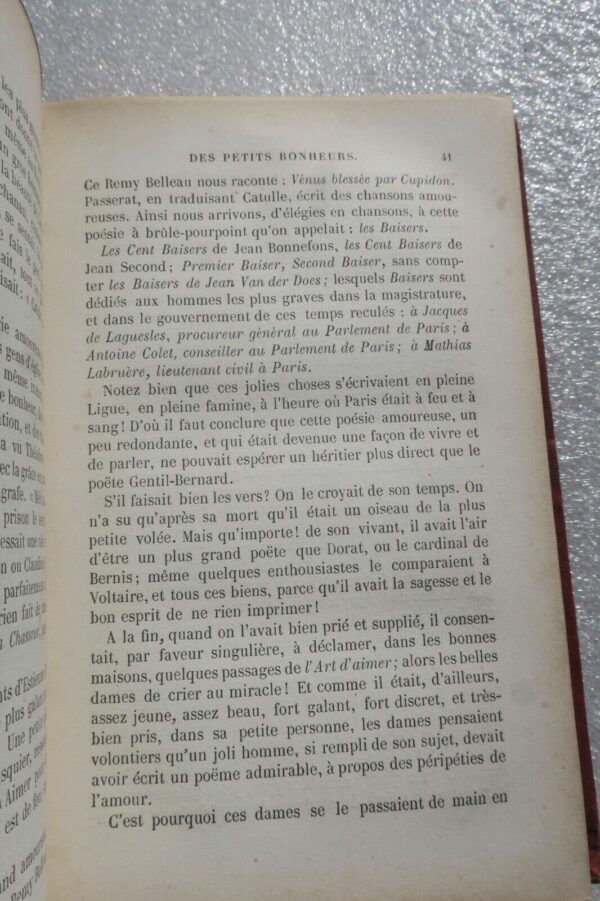 les plus
même au
DES PETITS BONHEURS. 41
Ce Remy Belleau nous raconte : Vénus blessée par Cupidon.
Passerat, en traduisant Catulle, écrit des chansons amou-
reuses. Ainsi nous arrivons, d'élégies en chansons, à cette
poésie à brûle-pourpoint qu'on appelait : les Baisers.
Les Cent Baisers de Jean Bonnefons, les Cent Baisers de
Jean Second ; Premier Baiser, Second Baiser, sans comp-
ter les Baisers de Jean Van der Does ; lesquels Baisers sont
dédiés aux hommes les plus graves dans la magistrature,
et dans le gouvernement de ces temps reculés : à Jacques
de Laguesles, procureur général au Parlement de Paris ; à
Antoine Colet, conseiller au Parlement de Paris ; à Mathias
Labruère, lieutenant civil à Paris.
Notez bien que ces jolies choses s'écrivaient en pleine
Ligue, en pleine famine, à l'heure où Paris était à feu et à
sang ! D'où il faut conclure que cette poésie amoureuse, un
peu redondante, et qui était devenue une façon de vivre et
de parler, ne pouvait espérer un héritier plus direct que le
poëte Gentil-Bernard.
S'il faisait bien les vers ? On le croyait de son temps. On
n'a su qu'après sa mort qu'il était un oiseau de la plus
petite volée. Mais qu'importe ! de son vivant, il avait l'air
d'être un plus grand poëte que Dorat, ou le cardinal de
Bernis ; même quelques enthousiastes le comparaient à
Voltaire, et tous ces biens, parce qu'il avait la sagesse et le
bon esprit de ne rien imprimer !
A la fin, quand on l'avait bien prié et supplié, il consen-
tait, par faveur singulière, à déclamer, dans les bonnes
maisons, quelques passages de l'Art d'aimer ; alors les belles
dames de crier au miracle ! Et comme il était, d'ailleurs,
assez jeune, assez beau, fort galant, fort discret, et très-
bien pris, dans sa petite personne, les dames pensaient
volontiers qu'un joli homme, si rempli de son sujet, devait
avoir écrit un poëme admirable, à propos des péripéties de
l'amour.
C'est pourquoi ces dames se le passaient de main en